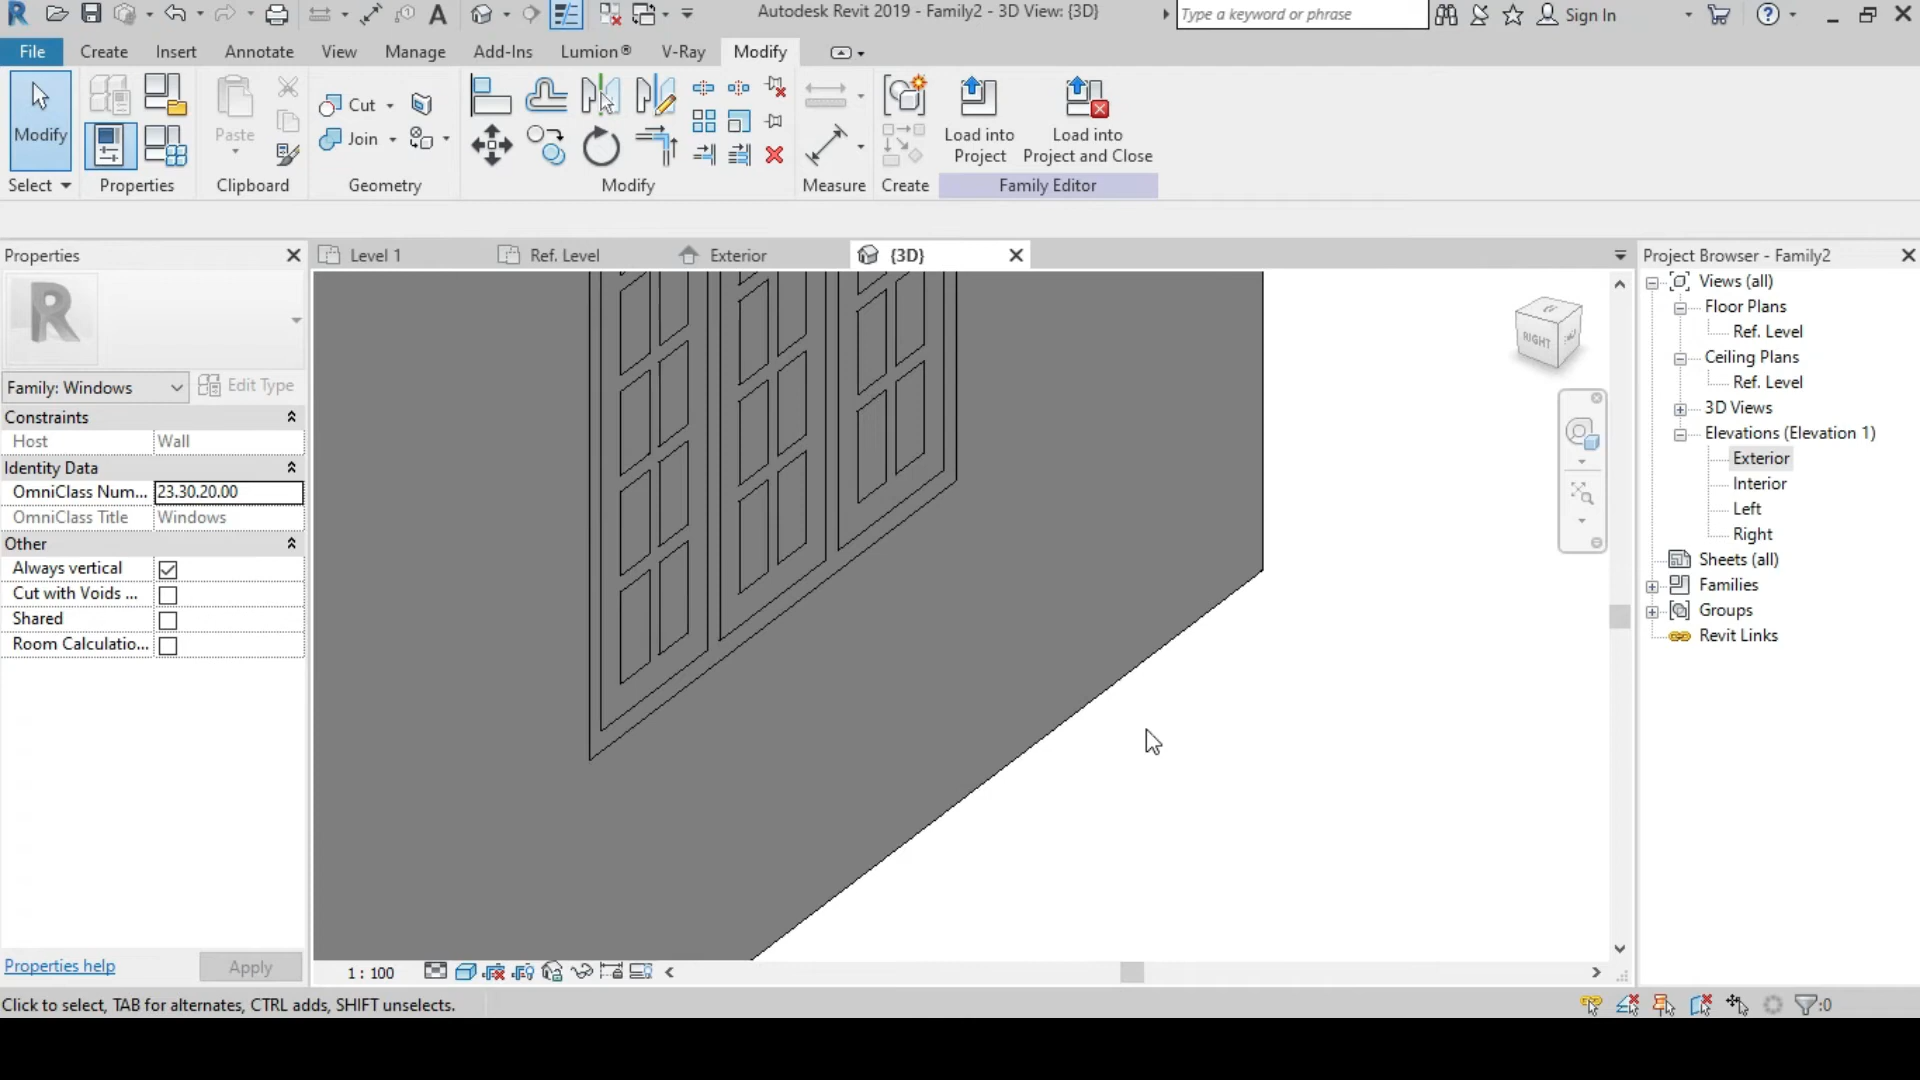 Autodesk Revit 2019 - Family2 - 3D View: {3D}
Type a keyword or phrase
Sign In
File
Create
Insert
Annotate
View
Manage
Add-Ins
Lumion®
V-Ray
Modify
Modify
Paste
Cut
Join
Load into
Project
Load into
Project and Close
Select
Properties
Clipboard
Geometry
Modify
Measure
Create
Family Editor
Properties
Level 1
Ref. Level
Exterior
{3D}
Project Browser - Family2
R
Family: Windows
Edit Type
Constraints
Host
Wall
Identity Data
OmniClass Num...
23.30.20.00
OmniClass Title
Windows
Other
Always vertical
Cut with Voids ...
Shared
Room Calculatio...
Properties help
Apply
RIGHT
Views (all)
Floor Plans
Ref. Level
Ceiling Plans
Ref. Level
3D Views
Elevations (Elevation 1)
Exterior
Interior
Left
Right
Sheets (all)
Families
Groups
Revit Links
1 : 100
Click to select, TAB for alternates, CTRL adds, SHIFT unselects.
:0